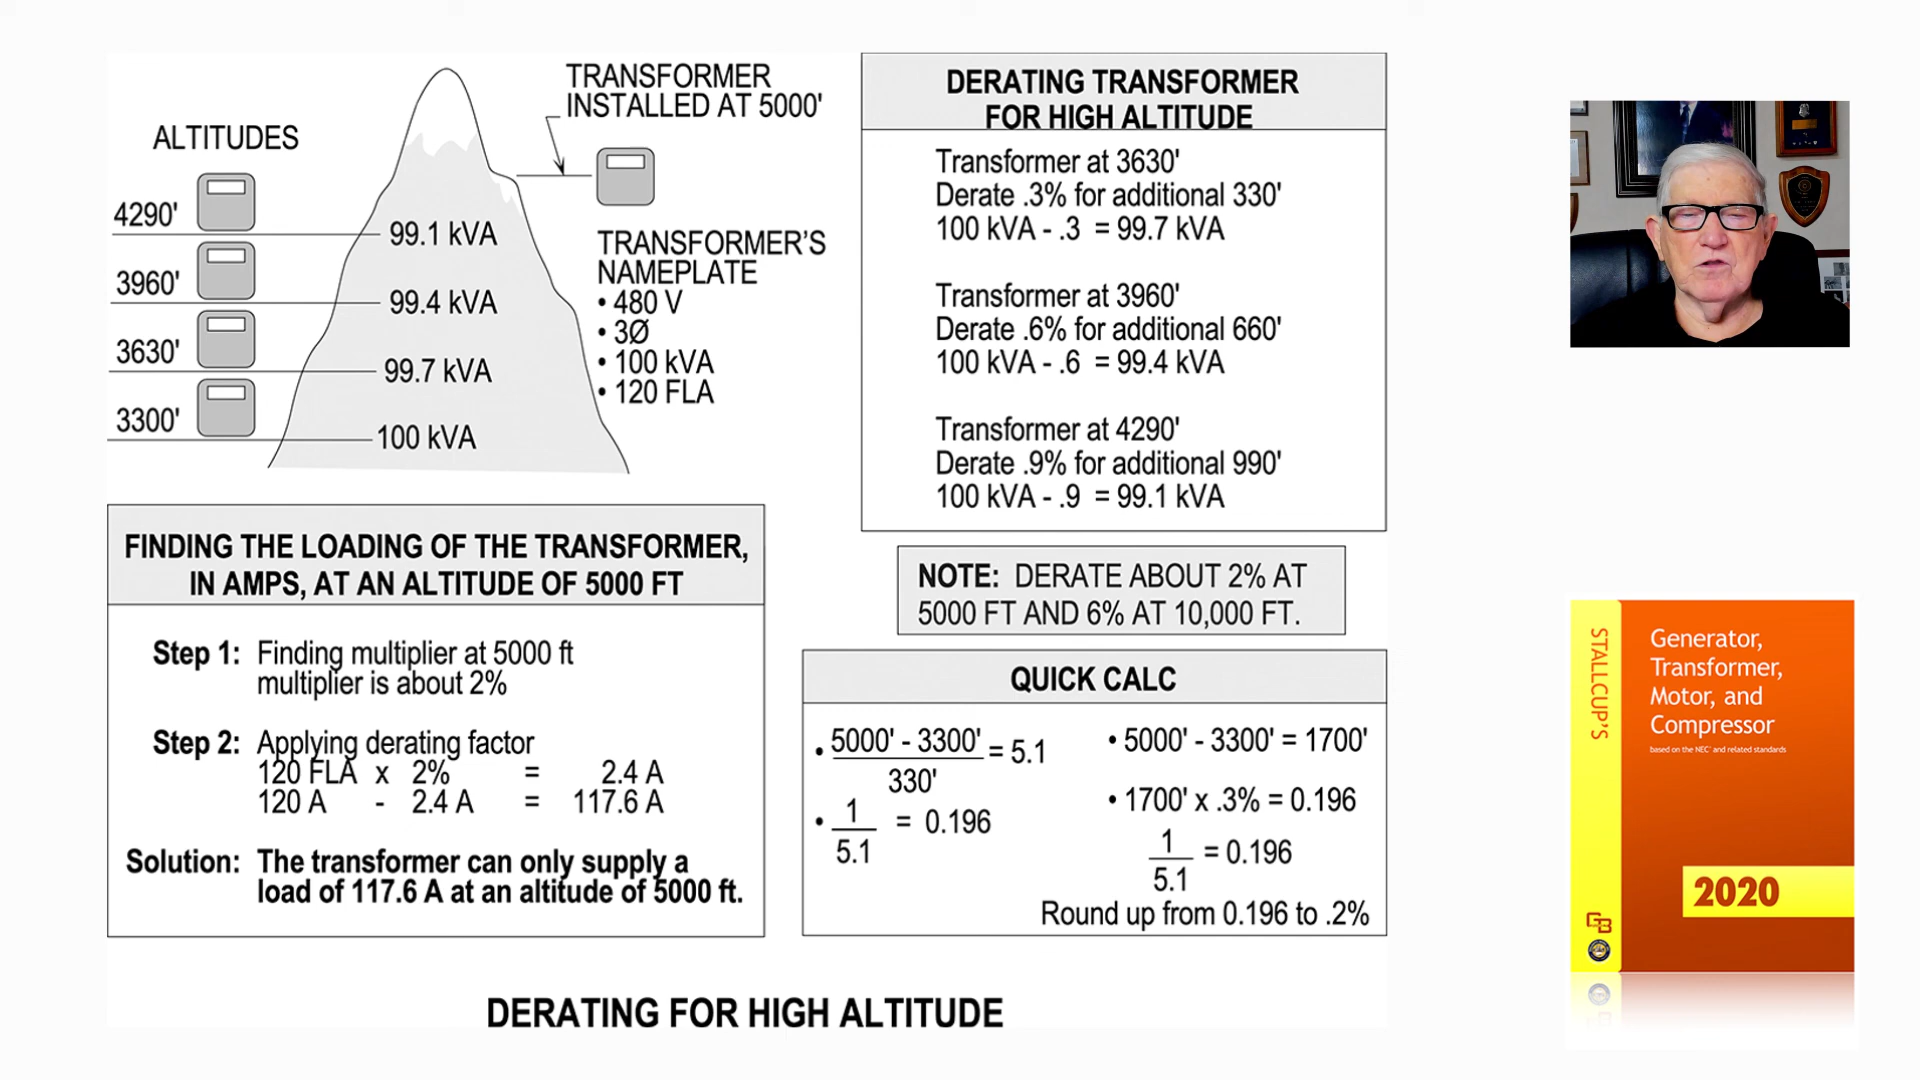 ALTITUDES
4290'
3960'
3630'
3300'
99.1 kVA
99.4 kVA
99.7 kVA
100 kVA
TRANSFORMER
INSTALLED AT 5000'
TRANSFORMER'S
NAMEPLATE
• 480 V
• 3Ø
• 100 kVA
• 120 FLA
DERATING TRANSFORMER
FOR HIGH ALTITUDE
Transformer at 3630'
Derate .3% for additional 330'
100 kVA - .3 = 99.7 kVA
Transformer at 3960'
Derate .6% for additional 660'
100 kVA - .6 = 99.4 kVA
Transformer at 4290'
Derate .9% for additional 990'
100 kVA - .9 = 99.1 kVA
NOTE: DERATE ABOUT 2% AT
5000 FT AND 6% AT 10,000 FT.
FINDING THE LOADING OF THE TRANSFORMER,
IN AMPS, AT AN ALTITUDE OF 5000 FT
Step 1: Finding multiplier at 5000 ft
multiplier is about 2%
Step 2: Applying derating factor
120 FLA x 2% = 2.4 A
120 A - 2.4 A = 117.6 A
Solution: The transformer can only supply a
load of 117.6 A at an altitude of 5000 ft.
QUICK CALC
• 5000' - 3300' = 5.1
330'
• 1 = 0.196
5.1
• 5000' - 3300' = 1700'
• 1700' x .3% = 0.196
1 = 0.196
5.1
Round up from 0.196 to .2%
DERATING FOR HIGH ALTITUDE
STALLCUP'S
Generator,
Transformer,
Motor, and
Compressor
based on the NEC® and related standards
2020
GB